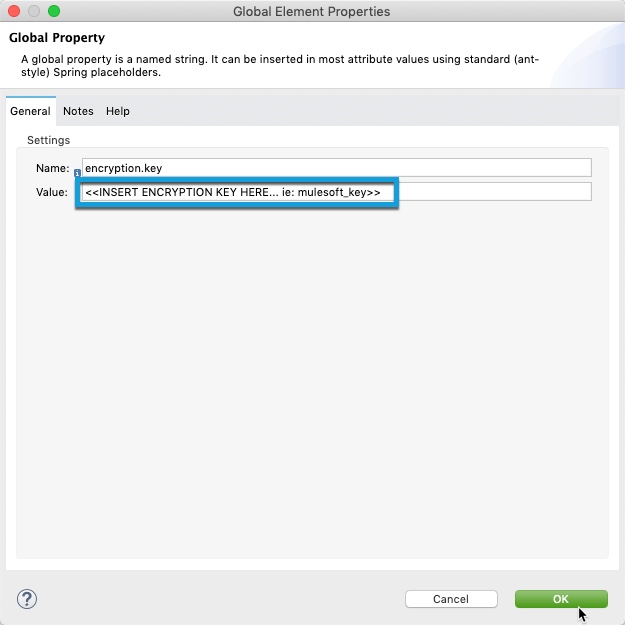 Global Element Properties
Global Property
A global property is a named string. It can be inserted in most attribute values using standard (ant-
style) Spring placeholders.
General Notes Help
Settings
Name: encryption.key
Value: <<INSERT ENCRYPTION KEY HERE... ie: mulesoft_key>>
? Cancel OK